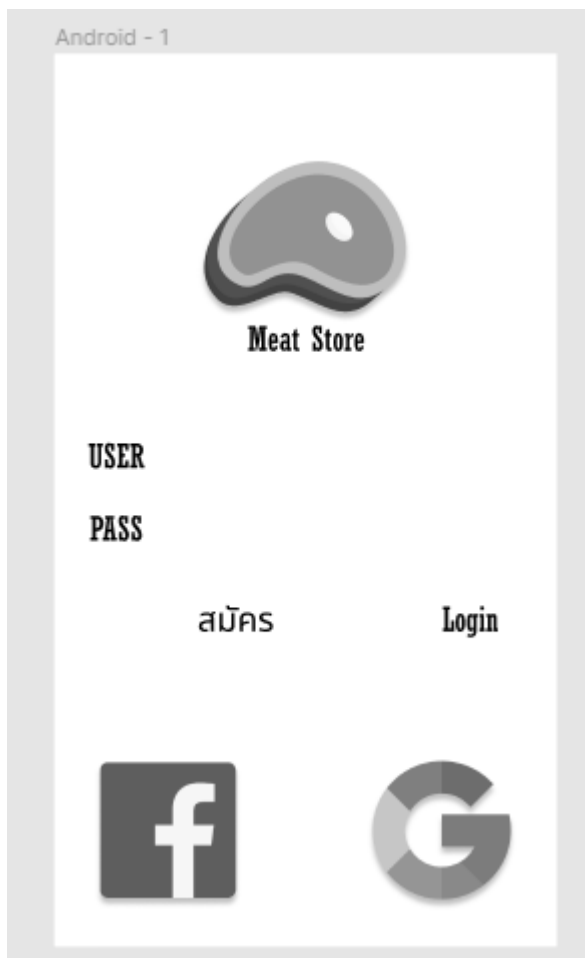 Android - 1
Meat Store
USER
PASS
สมัคร Login